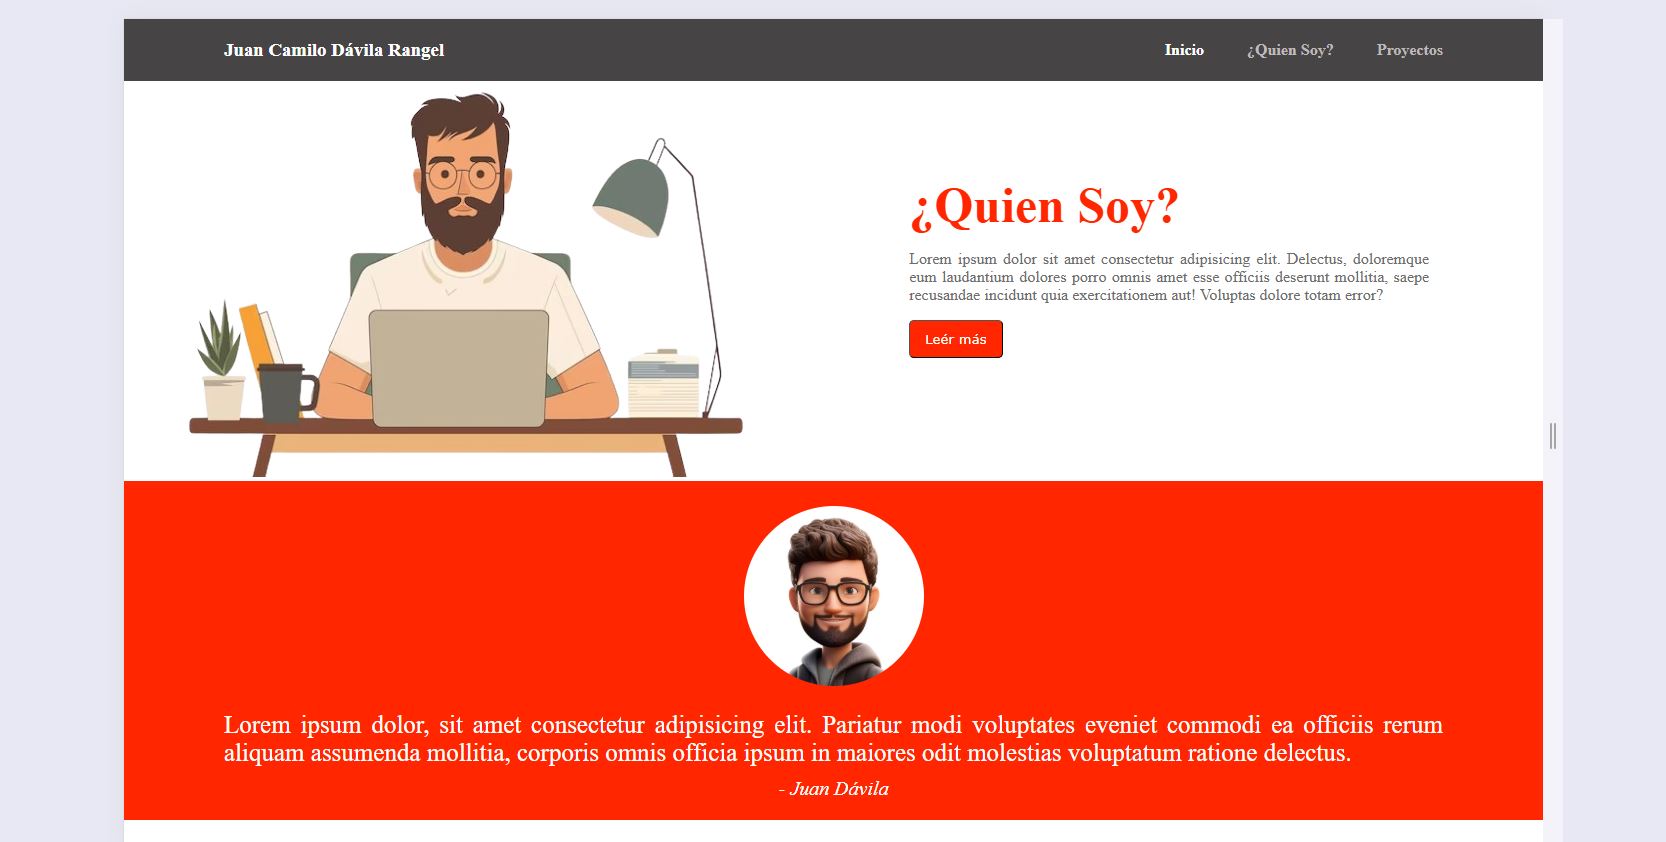 Juan Camilo Dávila Rangel
Inicio ¿Quien Soy? Proyectos
¿Quien Soy?
Lorem ipsum dolor sit amet consectetur adipisicing elit. Delectus, doloremque
eum laudantium dolores porro omnis amet esse officiis deserunt mollitia, saepe
recusandae incidunt quia exercitationem aut! Voluptas dolore totam error?
Leér más
Lorem ipsum dolor, sit amet consectetur adipisicing elit. Pariatur modi voluptates eveniet commodi ea officiis rerum
aliquam assumenda mollitia, corporis omnis officia ipsum in maiores odit molestias voluptatum ratione delectus.
- Juan Dávila